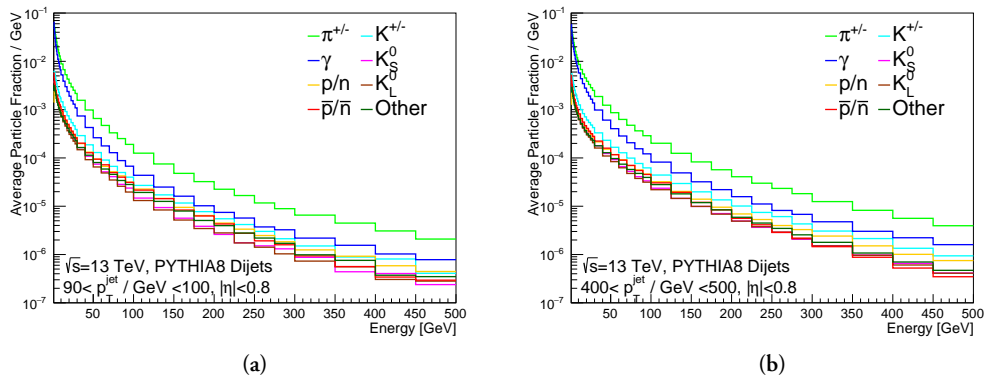 Average Particle Fraction / GeV
10⁻¹
10⁻²
10⁻³
10⁻⁴
10⁻⁵
10⁻⁶
10⁻⁷
π⁺/⁻ K⁺/⁻
γ K⁰S
p/n K⁰L
p̅/n̅ Other
√s=13 TeV, PYTHIA8 Dijets
90< p_T^jet / GeV <100, |η|<0.8
50 100 150 200 250 300 350 400 450 500
Energy [GeV]
(a)
Average Particle Fraction / GeV
10⁻¹
10⁻²
10⁻³
10⁻⁴
10⁻⁵
10⁻⁶
10⁻⁷
π⁺/⁻ K⁺/⁻
γ K⁰S
p/n K⁰L
p̅/n̅ Other
√s=13 TeV, PYTHIA8 Dijets
400< p_T^jet / GeV <500, |η|<0.8
50 100 150 200 250 300 350 400 450 500
Energy [GeV]
(b)